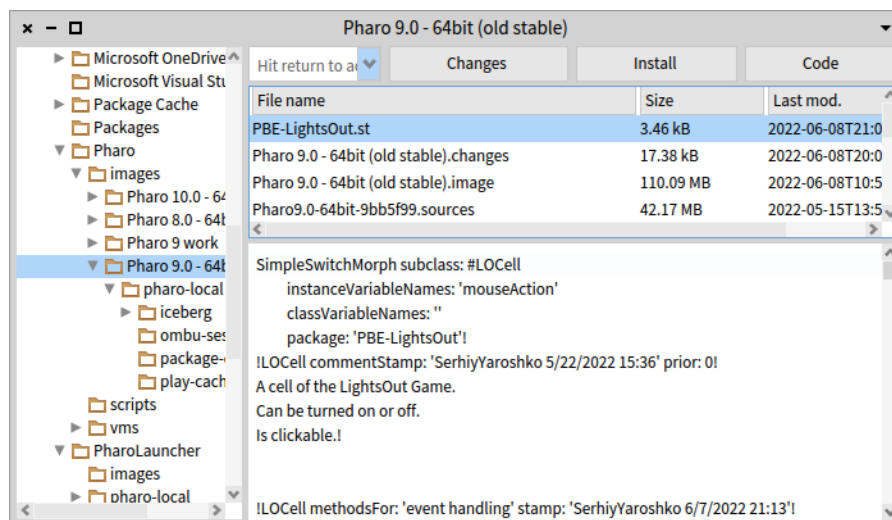 Pharo 9.0 - 64bit (old stable)
Microsoft OneDrive
Microsoft Visual Stu
Package Cache
Packages
Pharo
images
Pharo 10.0 - 64
Pharo 8.0 - 64b
Pharo 9 work
Pharo 9.0 - 64b
pharo-local
iceberg
ombu-ses
package-
play-cach
scripts
vms
PharoLauncher
images
pharo-local
Hit return to ac
Changes
Install
Code
File name Size Last mod.
PBE-LightsOut.st 3.46 kB 2022-06-08T21:0
Pharo 9.0 - 64bit (old stable).changes 17.38 kB 2022-06-08T20:0
Pharo 9.0 - 64bit (old stable).image 110.09 MB 2022-06-08T10:5
Pharo9.0-64bit-9bb5f99.sources 42.17 MB 2022-05-15T13:5
SimpleSwitchMorph subclass: #LOCell
instanceVariableNames: 'mouseAction'
classVariableNames: ''
package: 'PBE-LightsOut'!
!LOCell commentStamp: 'SerhiyYaroshko 5/22/2022 15:36' prior: 0!
A cell of the LightsOut Game.
Can be turned on or off.
Is clickable.!
!LOCell methodsFor: 'event handling' stamp: 'SerhiyYaroshko 6/7/2022 21:13'!